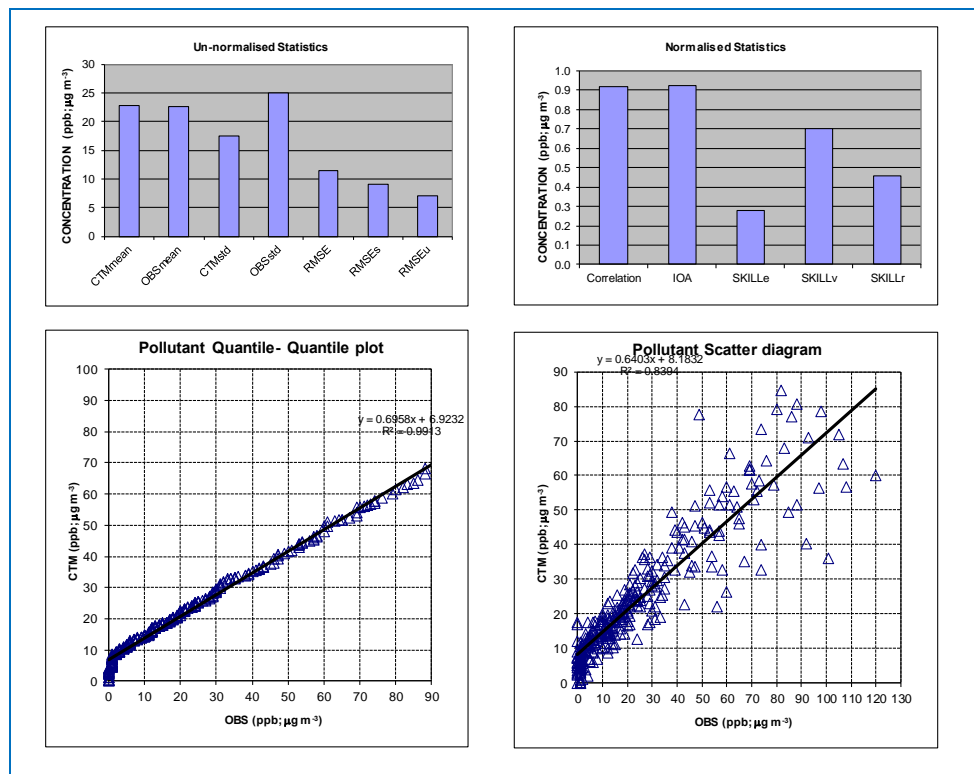 Un-normalised Statistics
CONCENTRATION (ppb; µg m-3)
30
25
20
15
10
5
0
CTMmean
OBSmean
CTMstd
OBSstd
RMSE
RMSEs
RMSEu
Normalised Statistics
CONCENTRATION (ppb; µg m-3)
1.0
0.9
0.8
0.7
0.6
0.5
0.4
0.3
0.2
0.1
0.0
Correlation
IOA
SKILLe
SKILLv
SKILLr
Pollutant Quantile- Quantile plot
y = 0.6958x + 6.9232
R² = 0.9913
CTM (ppb; µg m-3)
100
90
80
70
60
50
40
30
20
10
0
0 10 20 30 40 50 60 70 80 90
OBS (ppb; µg m-3)
Pollutant Scatter diagram
y = 0.6403x + 8.1832
R² = 0.8394
CTM (ppb; µg m-3)
90
80
70
60
50
40
30
20
10
0
0 10 20 30 40 50 60 70 80 90 100 110 120 130
OBS (ppb; µg m-3)